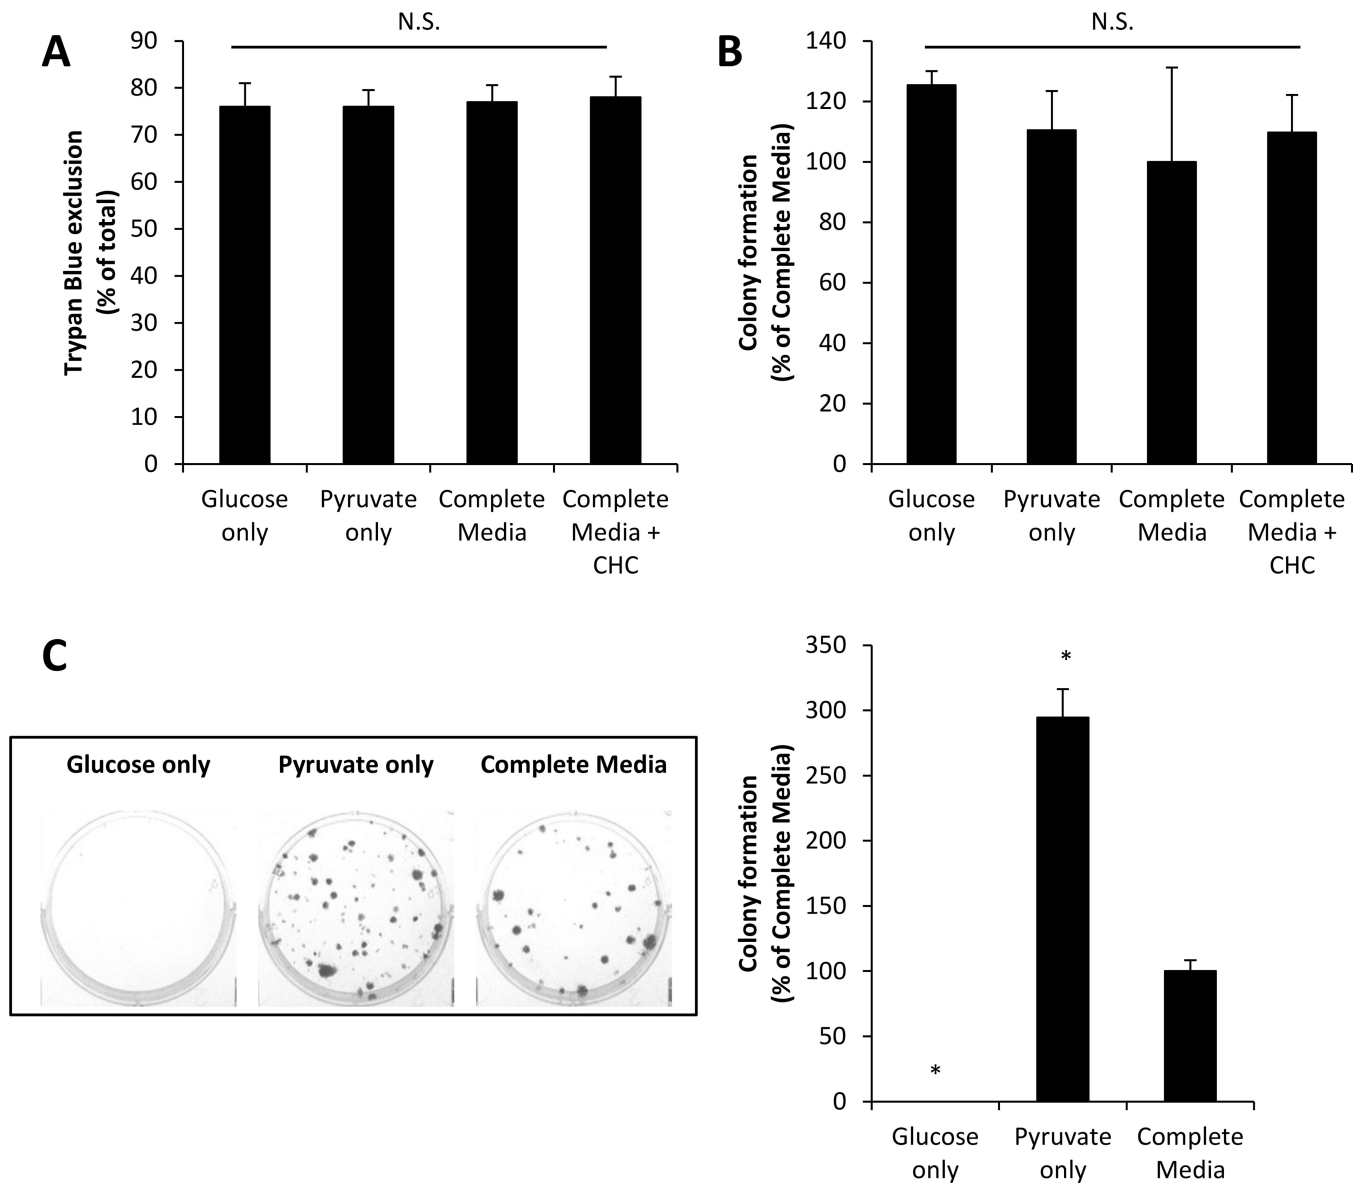 A
N.S.
90
80
70
60
50
40
30
20
10
0
Trypan Blue exclusion
(% of total)
Glucose
only
Pyruvate
only
Complete
Media
Complete
Media +
CHC
B
N.S.
140
120
100
80
60
40
20
0
Colony formation
(% of Complete Media)
Glucose
only
Pyruvate
only
Complete
Media
Complete
Media +
CHC
C
Glucose only
Pyruvate only
Complete Media
350
300
250
200
150
100
50
0
Colony formation
(% of Complete Media)
*
*
Glucose
only
Pyruvate
only
Complete
Media